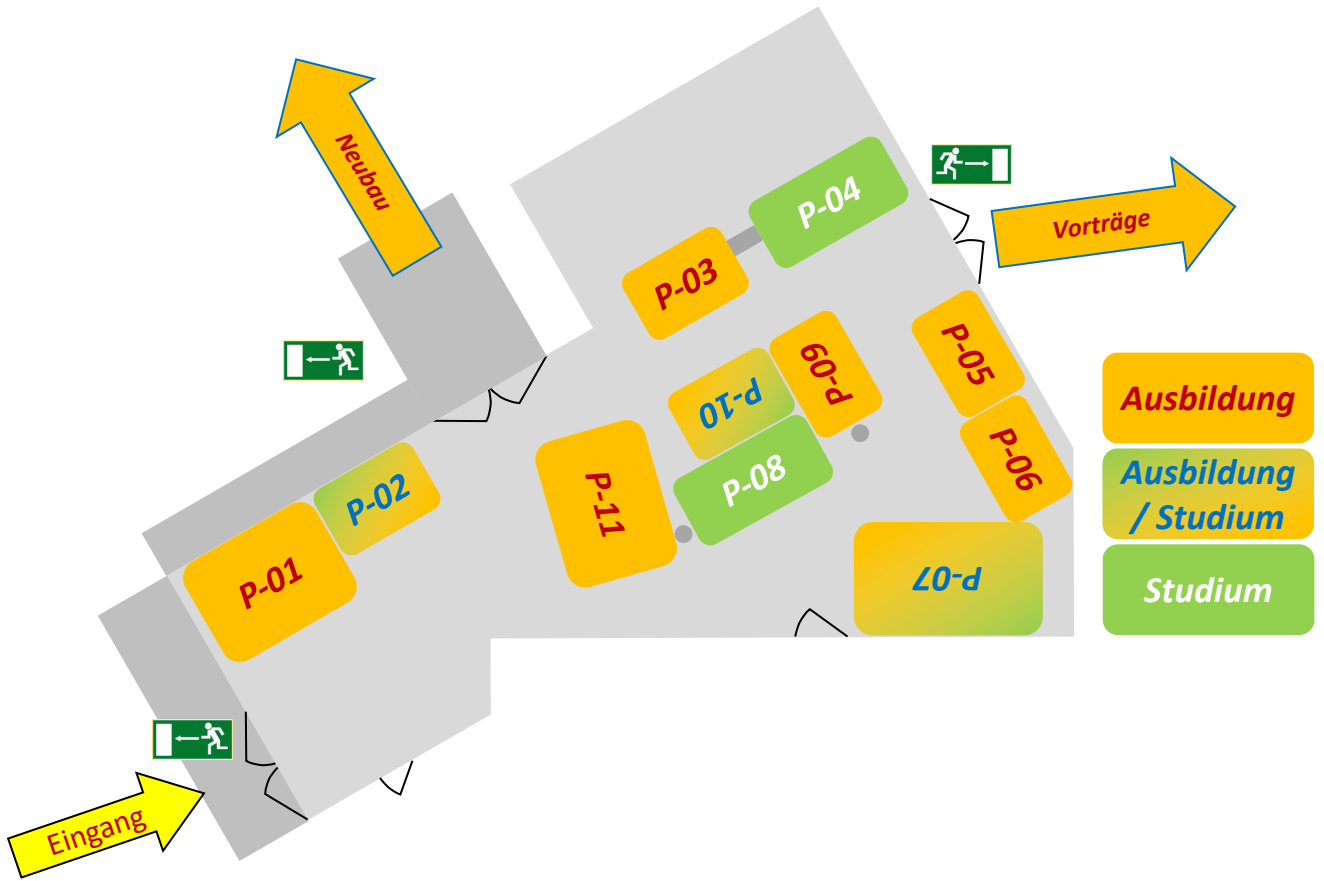 Neubau
P-04
Vorträge
P-03
P-09
P-05
P-10
P-06
P-08
P-02
P-11
P-01
P-07
Ausbildung
Ausbildung
/ Studium
Studium
Eingang